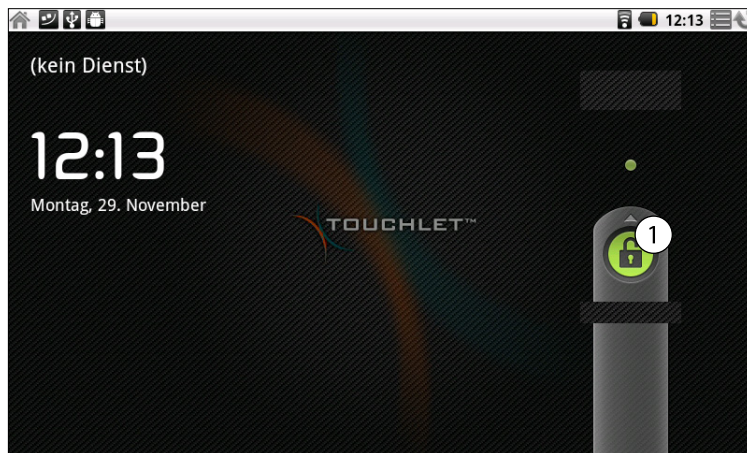 12:13
(kein Dienst)
12:13
Montag, 29. November
TOUCHLET™
1